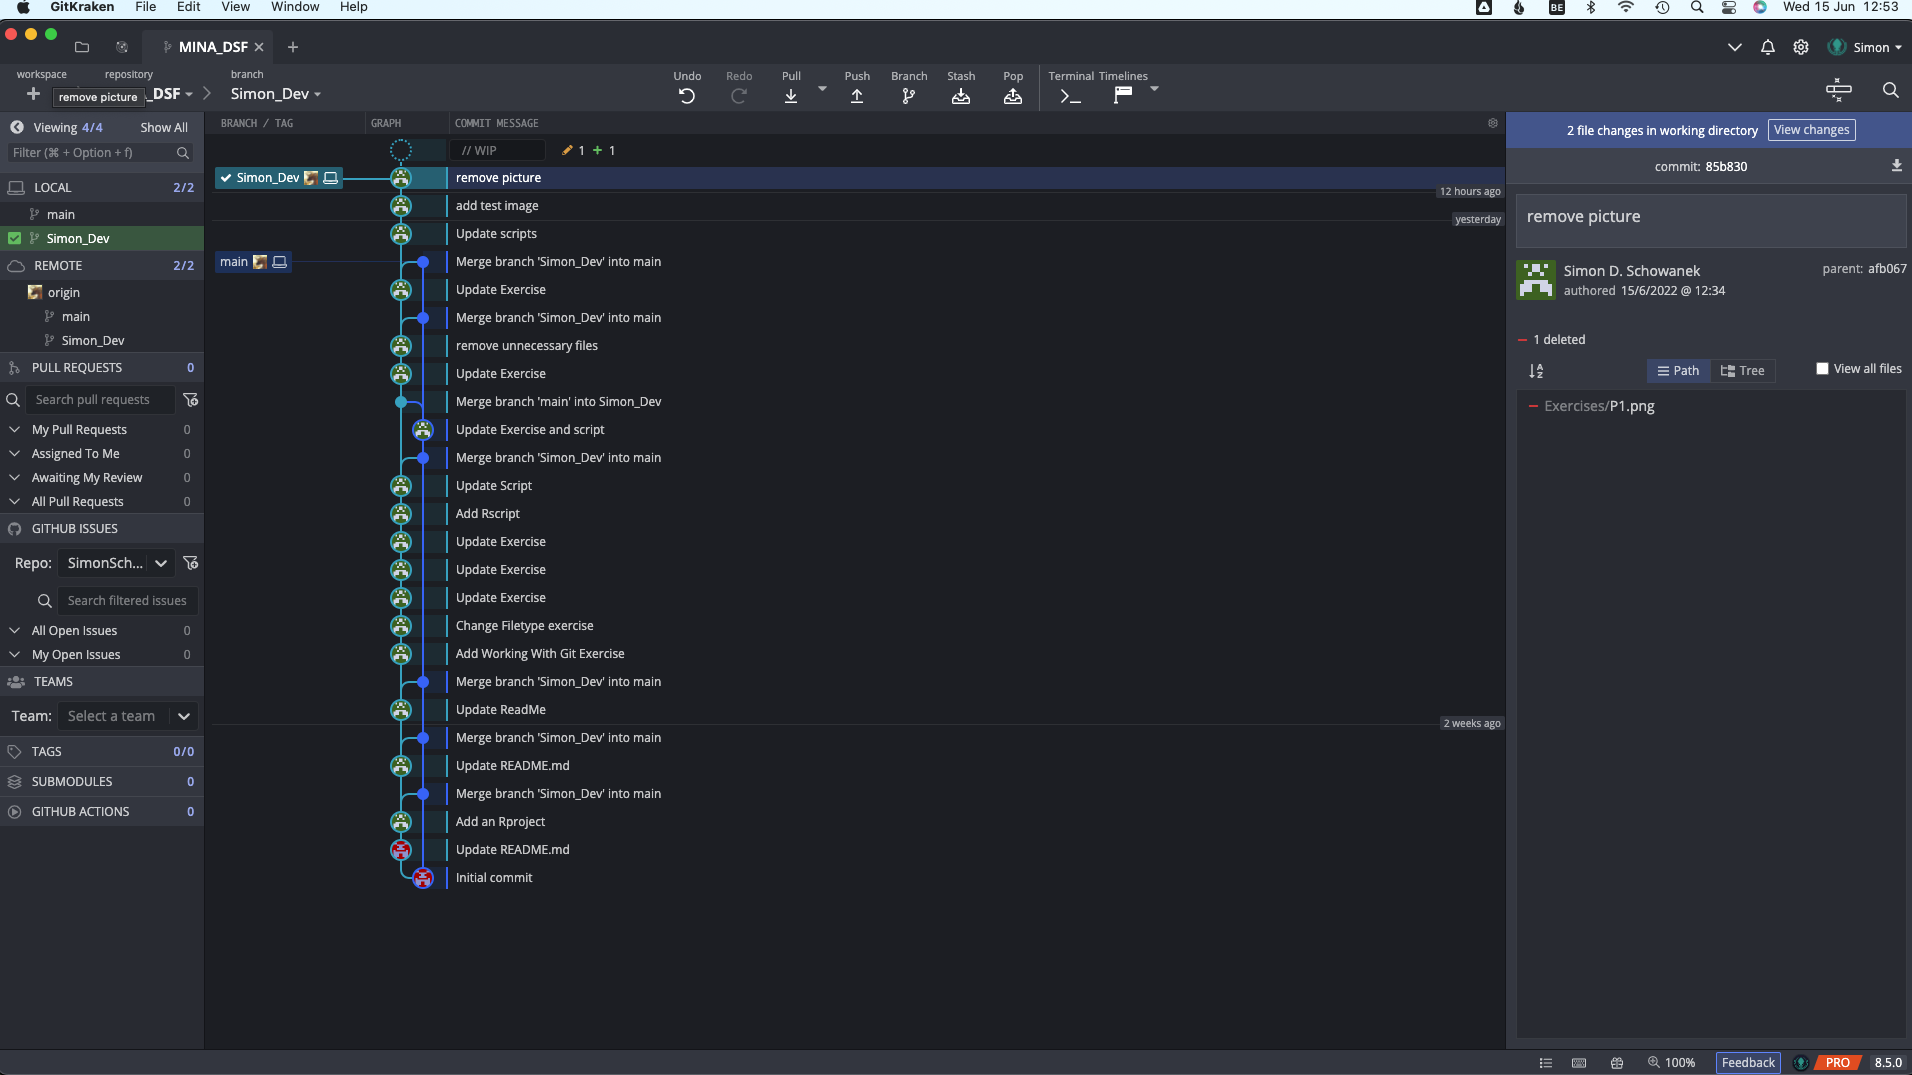 GitKraken File Edit View Window Help BE Wed 15 Jun 12:53
MINA_DSF Simon
workspace repository branch
remove picture _DSF Simon_Dev
Undo Redo Pull Push Branch Stash Pop Terminal Timelines
Viewing 4/4 Show All
Filter (⌘ + Option + f)
LOCAL 2/2
main
Simon_Dev
REMOTE 2/2
origin
main
Simon_Dev
PULL REQUESTS 0
Search pull requests
My Pull Requests 0
Assigned To Me 0
Awaiting My Review 0
All Pull Requests 0
GITHUB ISSUES
Repo: SimonSch...
Search filtered issues
All Open Issues 0
My Open Issues 0
TEAMS
Team: Select a team
TAGS 0/0
SUBMODULES 0
GITHUB ACTIONS 0
BRANCH / TAG GRAPH COMMIT MESSAGE
// WIP 1 + 1
Simon_Dev remove picture
12 hours ago
add test image
yesterday
Update scripts
main Merge branch 'Simon_Dev' into main
Update Exercise
Merge branch 'Simon_Dev' into main
remove unnecessary files
Update Exercise
Merge branch 'main' into Simon_Dev
Update Exercise and script
Merge branch 'Simon_Dev' into main
Update Script
Add Rscript
Update Exercise
Update Exercise
Update Exercise
Change Filetype exercise
Add Working With Git Exercise
Merge branch 'Simon_Dev' into main
Update ReadMe
2 weeks ago
Merge branch 'Simon_Dev' into main
Update README.md
Merge branch 'Simon_Dev' into main
Add an Rproject
Update README.md
Initial commit
2 file changes in working directory View changes
commit: 85b830
remove picture
Simon D. Schowanek parent: afb067
authored 15/6/2022 @ 12:34
1 deleted
Path Tree View all files
Exercises/P1.png
100% Feedback PRO 8.5.0